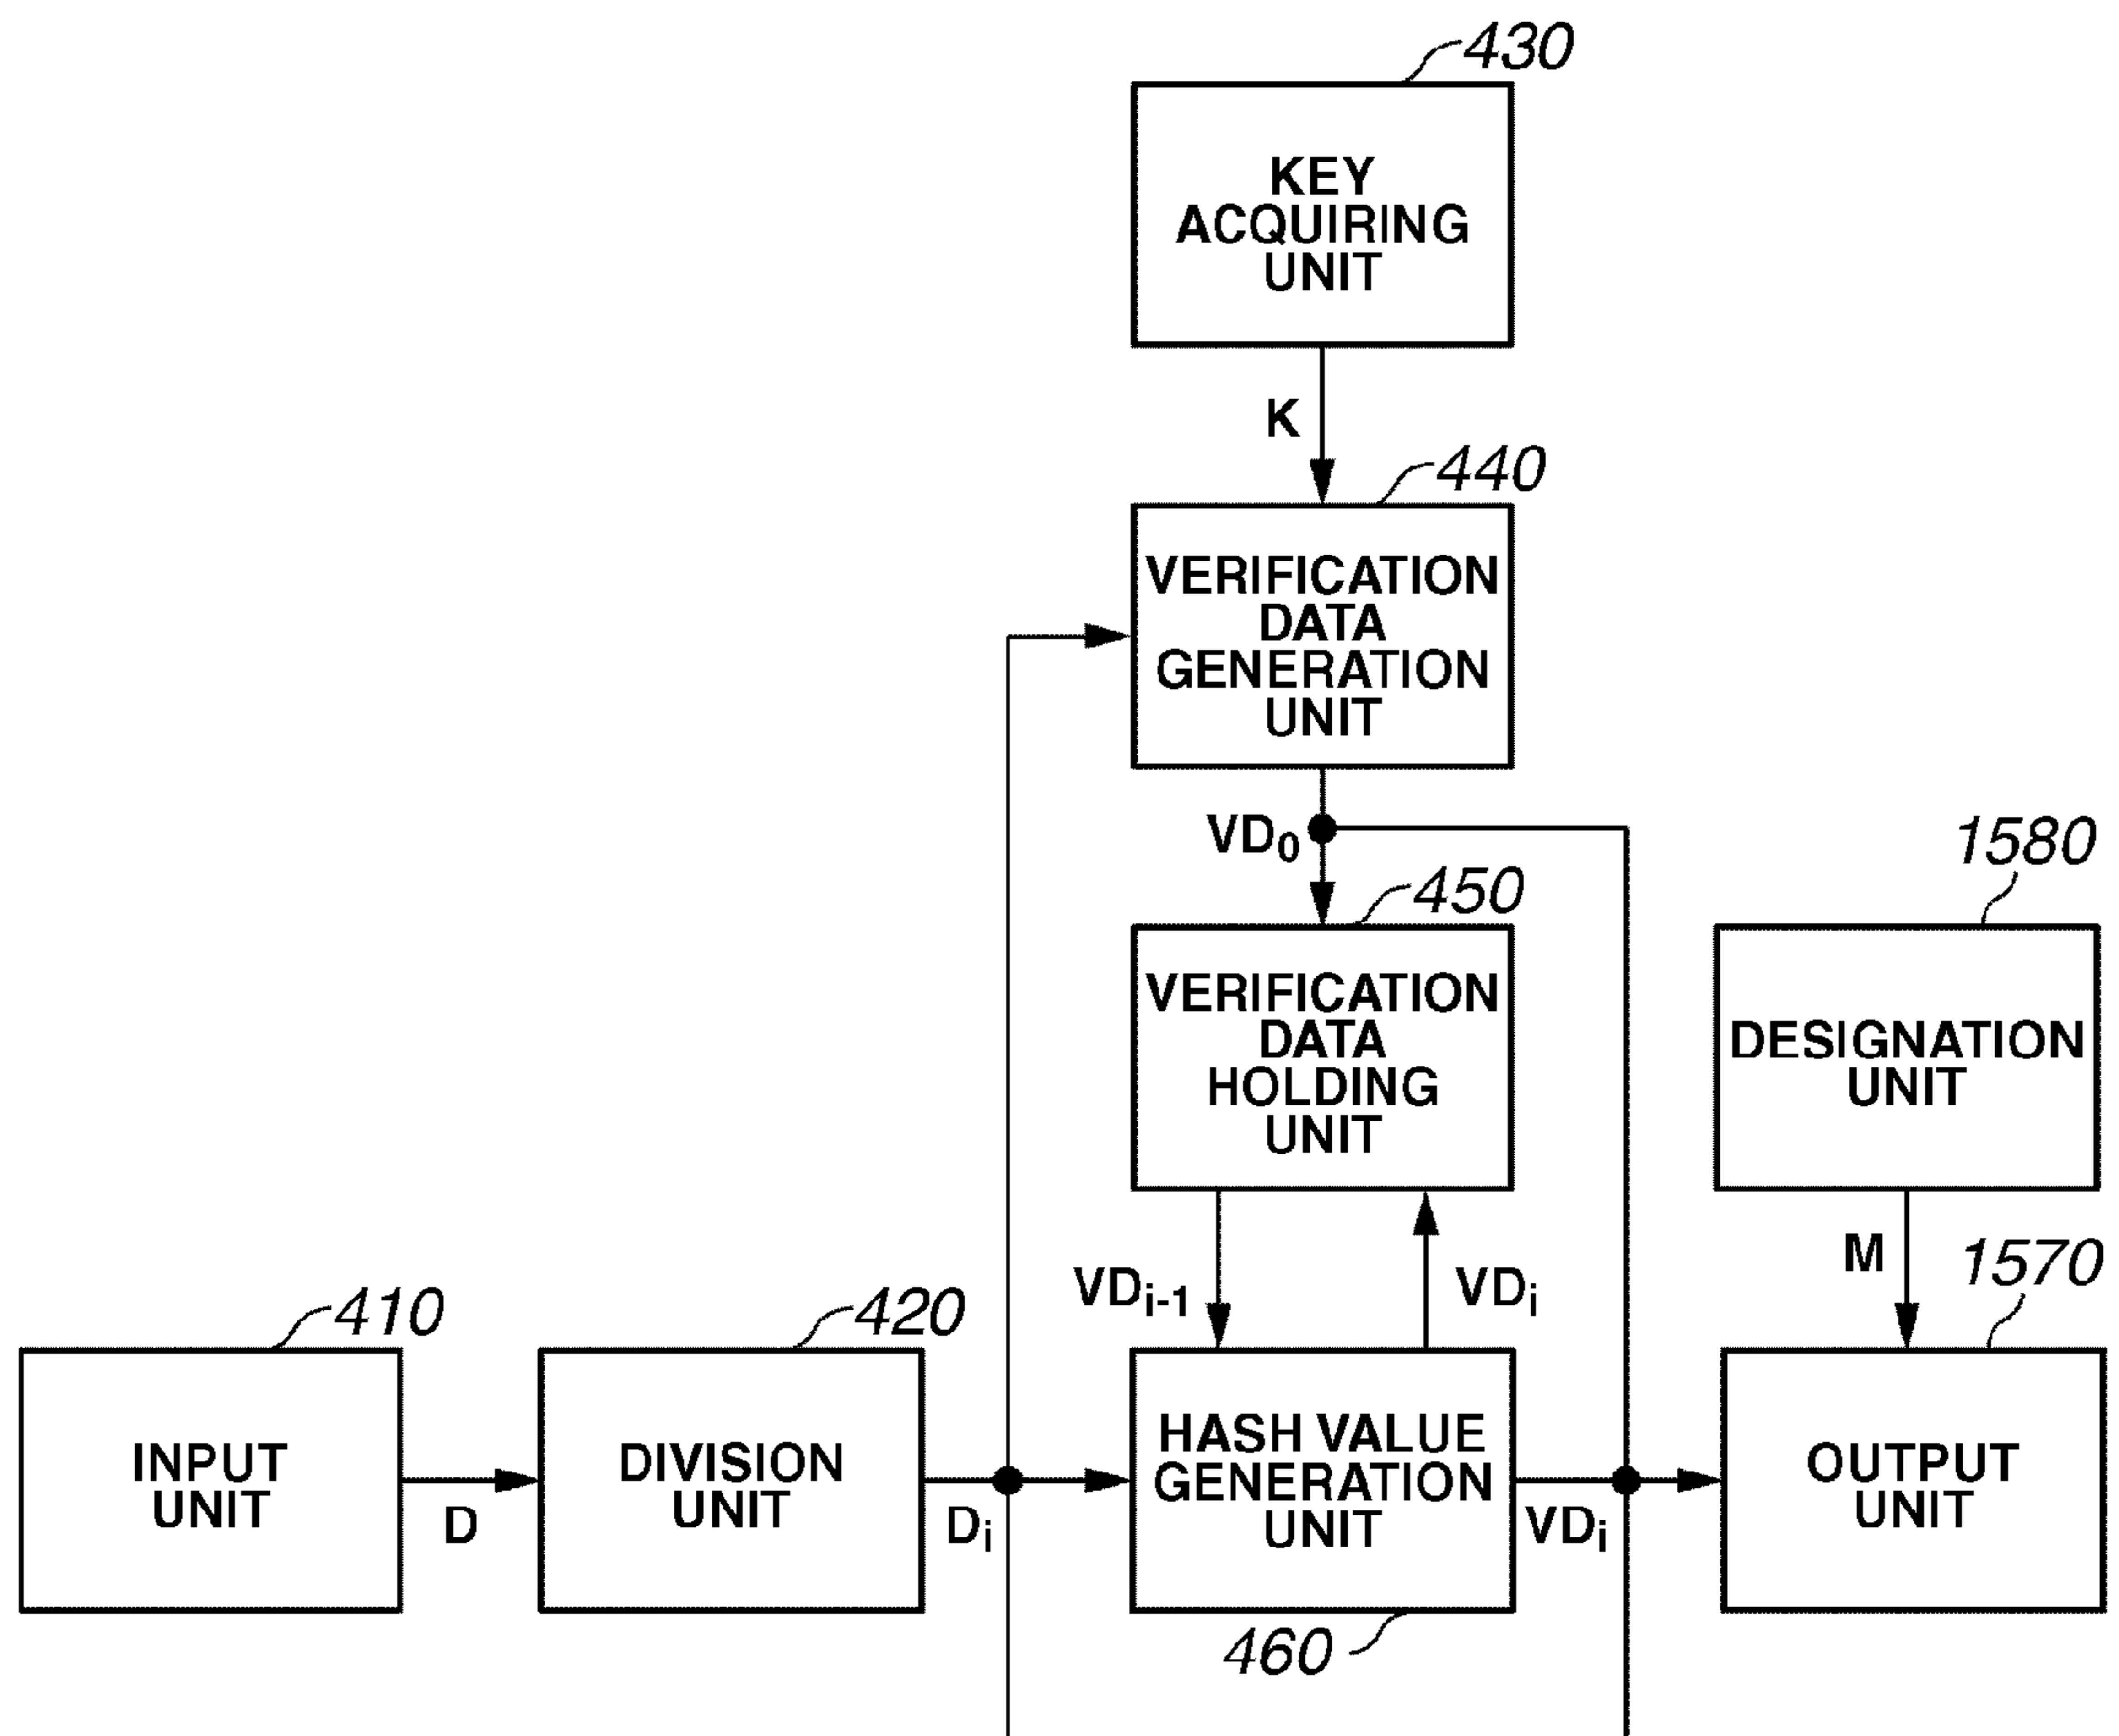 430
KEY
ACQUIRING
UNIT
K
440
VERIFICATION
DATA
GENERATION
UNIT
VD0
450
VERIFICATION
DATA
HOLDING
UNIT
1580
DESIGNATION
UNIT
VDi-1
VDi
M
1570
410
INPUT
UNIT
D
420
DIVISION
UNIT
Di
HASH VALUE
GENERATION
UNIT
460
VDi
OUTPUT
UNIT